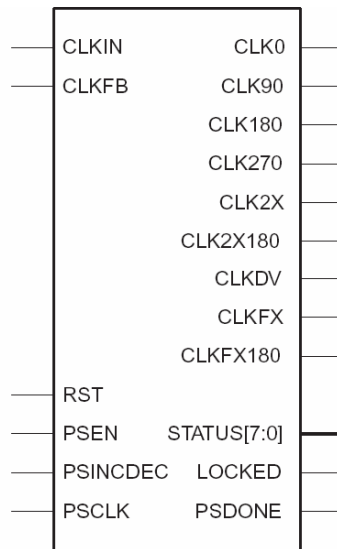 CLKIN CLK0
CLKFB CLK90
CLK180
CLK270
CLK2X
CLK2X180
CLKDV
CLKFX
CLKFX180
RST
PSEN STATUS[7:0]
PSINCDEC LOCKED
PSCLK PSDONE